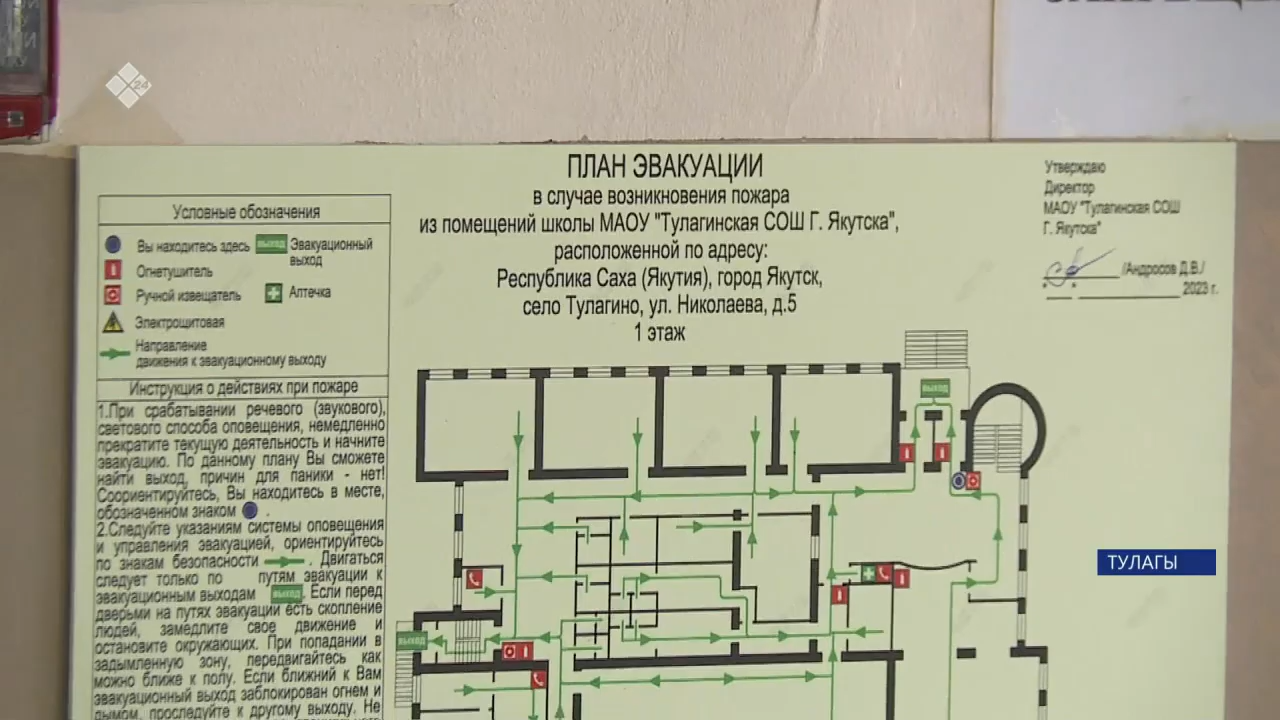 24
ПЛАН ЭВАКУАЦИИ
в случае возникновения пожара
из помещений школы МАОУ "Тулагинская СОШ Г. Якутска",
расположенной по адресу:
Республика Саха (Якутия), город Якутск,
село Тулагино, ул. Николаева, д.5
1 этаж
Утверждаю
Директор
МАОУ "Тулагинская СОШ
Г. Якутска"
/Андросов Д.В./
2023 г.
Условные обозначения
Вы находитесь здесь
ВЫХОД Эвакуационный
выход
Огнетушитель
Ручной извещатель
Аптечка
Электрощитовая
Направление
движения к эвакуационному выходу
Инструкция о действиях при пожаре
1.При срабатывании речевого (звукового),
светового способа оповещения, немедленно
прекратите текущую деятельность и начните
эвакуацию. По данному плану Вы сможете
найти выход, причин для паники - нет!
Соориентируйтесь, Вы находитесь в месте,
обозначенном знаком .
2.Следуйте указаниям системы оповещения
и управления эвакуацией, ориентируйтесь
по знакам безопасности . Двигаться
следует только по путям эвакуации к
эвакуационным выходам ВЫХОД. Если перед
дверьми на путях эвакуации есть скопление
людей, замедлите свое движение и
остановите окружающих. При попадании в
задымленную зону, передвигайтесь как
можно ближе к полу. Если ближний к Вам
эвакуационный выход заблокирован огнем и
дымом, проследуйте к другому выходу. Не
ВЫХОД
ВЫХОД
ТУЛАГЫ